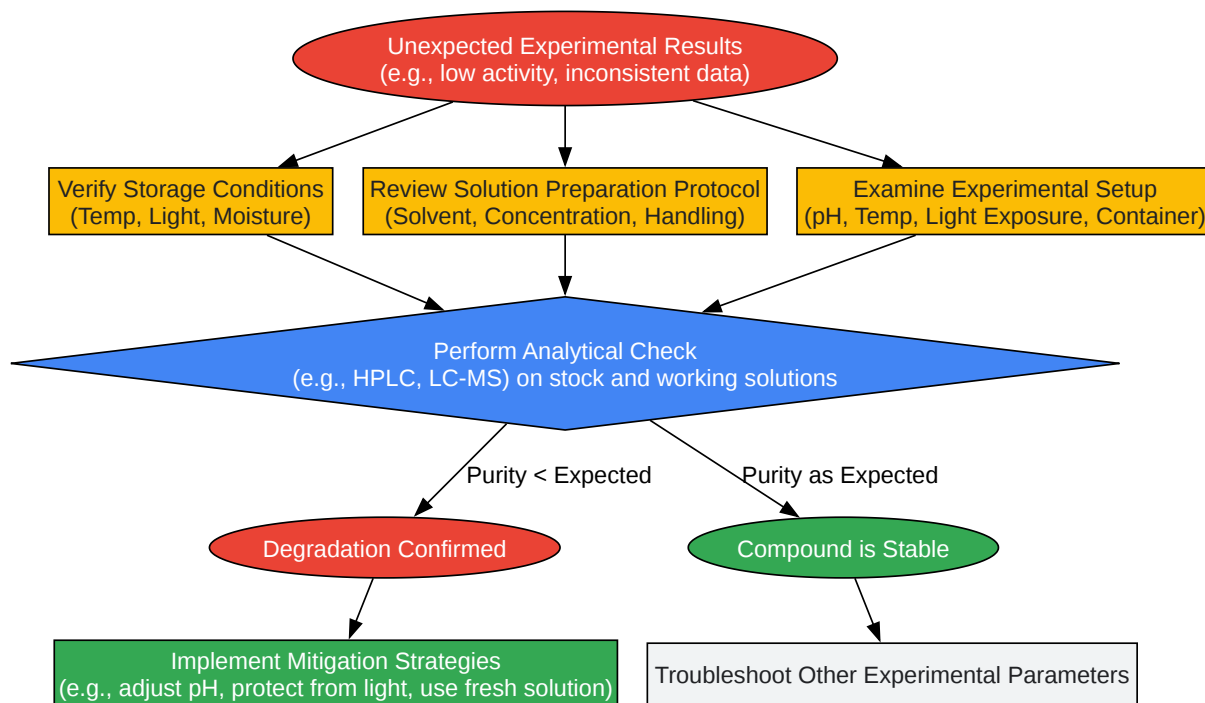 Unexpected Experimental Results
(e.g., low activity, inconsistent data)
Verify Storage Conditions
(Temp, Light, Moisture)
Review Solution Preparation Protocol
(Solvent, Concentration, Handling)
Examine Experimental Setup
(pH, Temp, Light Exposure, Container)
Perform Analytical Check
(e.g., HPLC, LC-MS) on stock and working solutions
Purity < Expected
Purity as Expected
Degradation Confirmed
Compound is Stable
Implement Mitigation Strategies
(e.g., adjust pH, protect from light, use fresh solution)
Troubleshoot Other Experimental Parameters